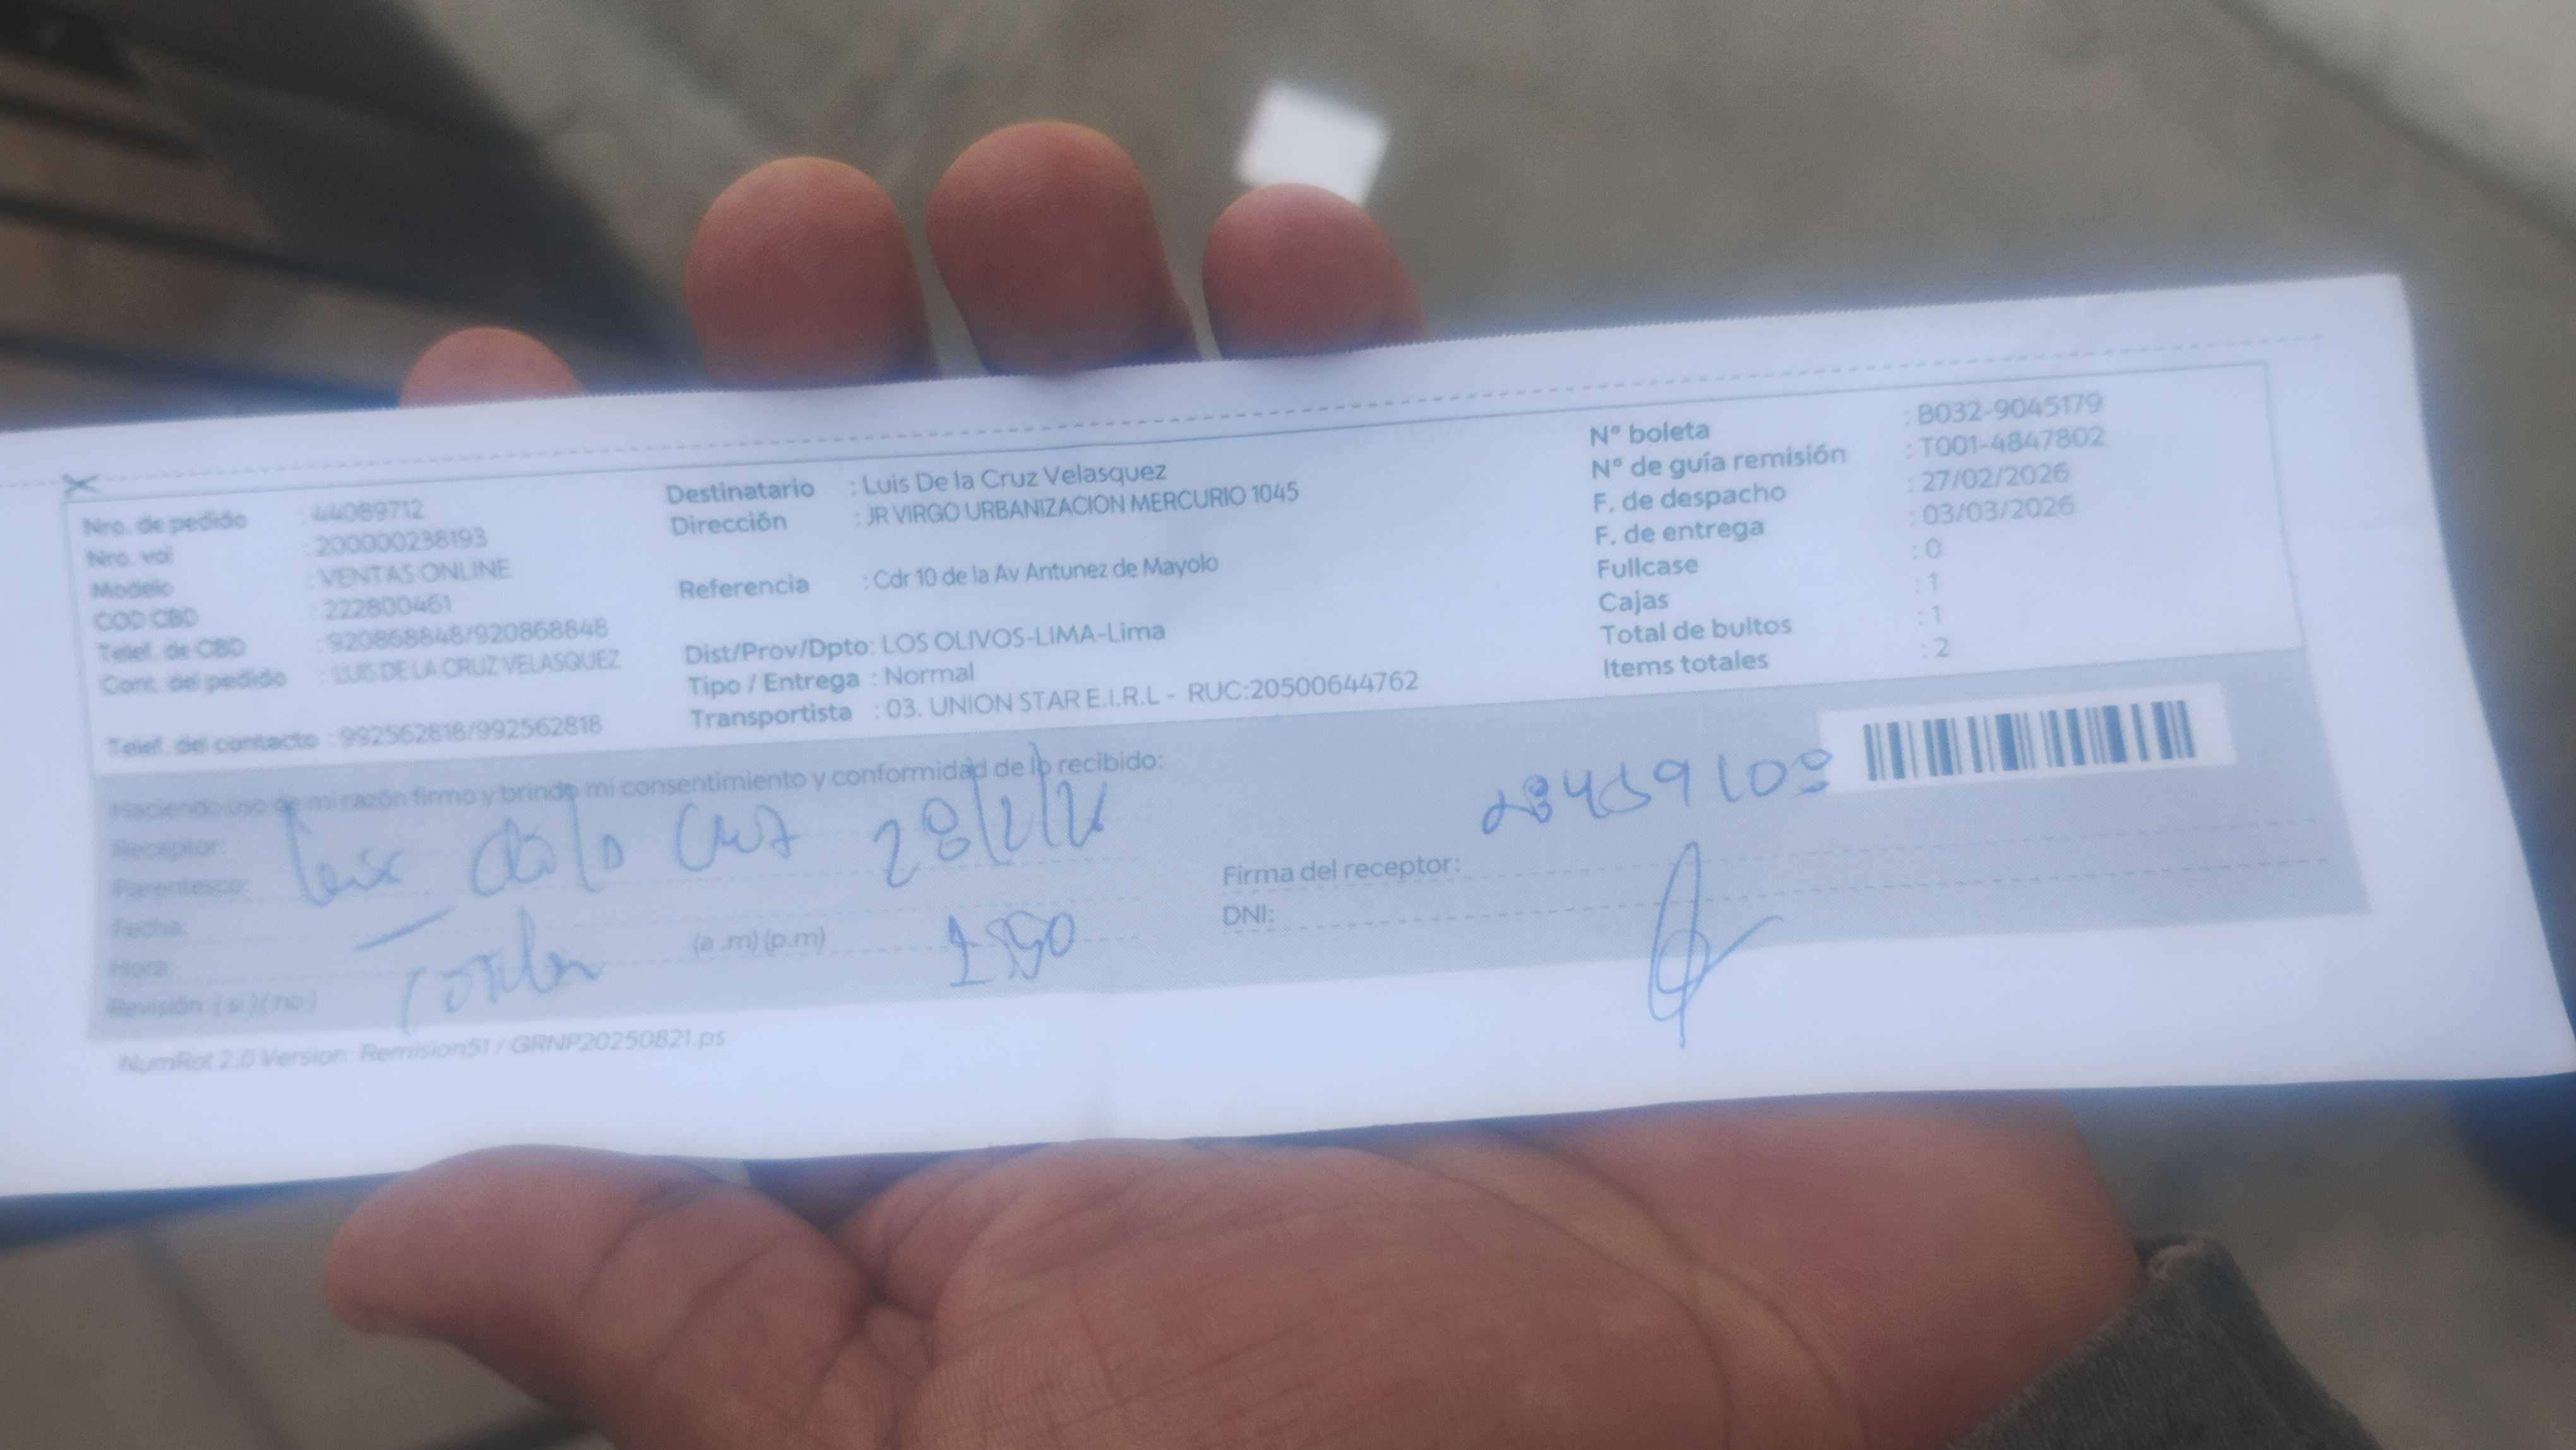 Nro. de pedido : 44089712
Nro. vol : 200000238193
Modelo : VENTAS ONLINE
COD CBD : 222800461
Telef. de CBD : 920868848/920868848
Cont. del pedido : LUIS DE LA CRUZ VELASQUEZ
Telef. del contacto : 992562818/992562818
Destinatario : Luis De la Cruz Velasquez
Dirección : JR VIRGO URBANIZACION MERCURIO 1045
Referencia : Cdr 10 de la Av Antunez de Mayolo
Dist/Prov/Dpto: LOS OLIVOS-LIMA-Lima
Tipo / Entrega : Normal
Transportista : 03. UNION STAR E.I.R.L - RUC:20500644762
N° boleta : B032-9045179
N° de guía remisión : T001-4847802
F. de despacho : 27/02/2026
F. de entrega : 03/03/2026
Fullcase : 0
Cajas : 1
Total de bultos : 1
Items totales : 2
Haciendo uso de mi razón firmo y brindo mi consentimiento y conformidad de lo recibido:
Receptor:
Parentesco:
Fecha:
Hora: (a .m) (p.m)
Revisión: ( si ) ( no )
Luis de la Cruz 28/2/26
Firma del receptor:
DNI:
NumRot 2.0 Version: Remision51 / GRNP20250821.ps